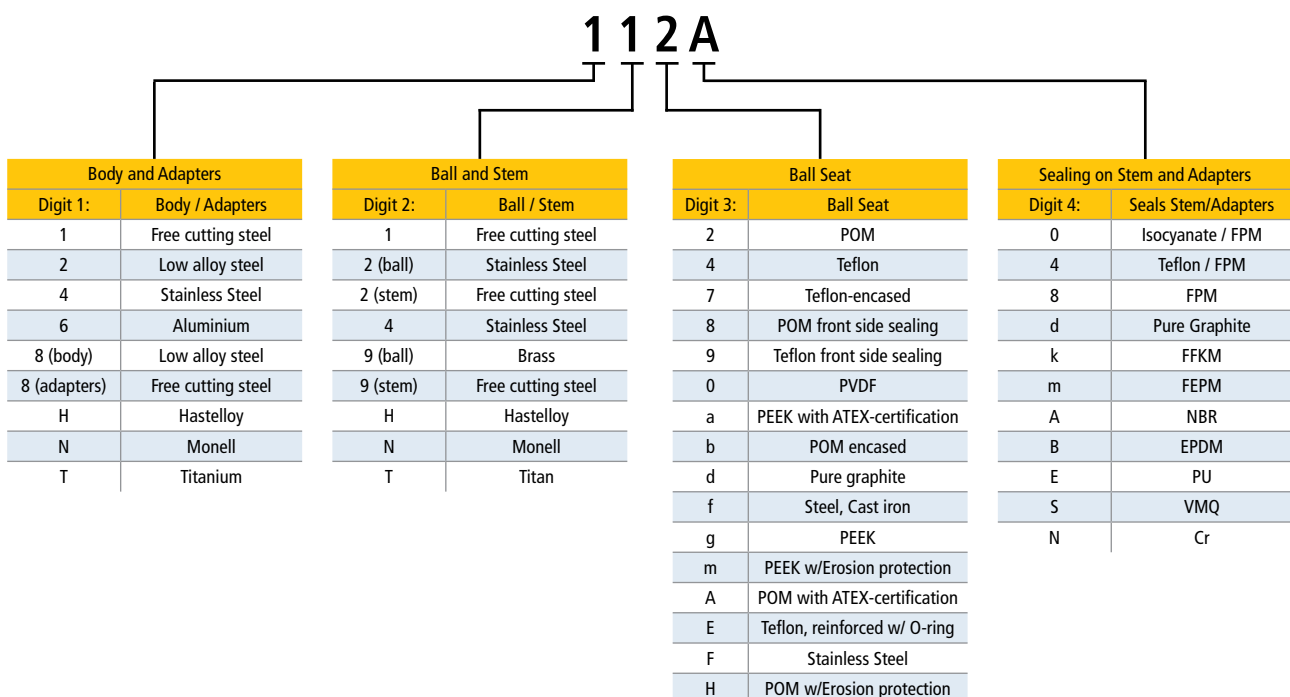 1 1 2 A
Body and Adapters
Digit 1: Body / Adapters
1 Free cutting steel
2 Low alloy steel
4 Stainless Steel
6 Aluminium
8 (body) Low alloy steel
8 (adapters) Free cutting steel
H Hastelloy
N Monell
T Titanium
Ball and Stem
Digit 2: Ball / Stem
1 Free cutting steel
2 (ball) Stainless Steel
2 (stem) Free cutting steel
4 Stainless Steel
9 (ball) Brass
9 (stem) Free cutting steel
H Hastelloy
N Monell
T Titan
Ball Seat
Digit 3: Ball Seat
2 POM
4 Teflon
7 Teflon-encased
8 POM front side sealing
9 Teflon front side sealing
0 PVDF
a PEEK with ATEX-certification
b POM encased
d Pure graphite
f Steel, Cast iron
g PEEK
m PEEK w/Erosion protection
A POM with ATEX-certification
E Teflon, reinforced w/ O-ring
F Stainless Steel
H POM w/Erosion protection
Sealing on Stem and Adapters
Digit 4: Seals Stem/Adapters
0 Isocyanate / FPM
4 Teflon / FPM
8 FPM
d Pure Graphite
k FFKM
m FEPM
A NBR
B EPDM
E PU
S VMQ
N Cr